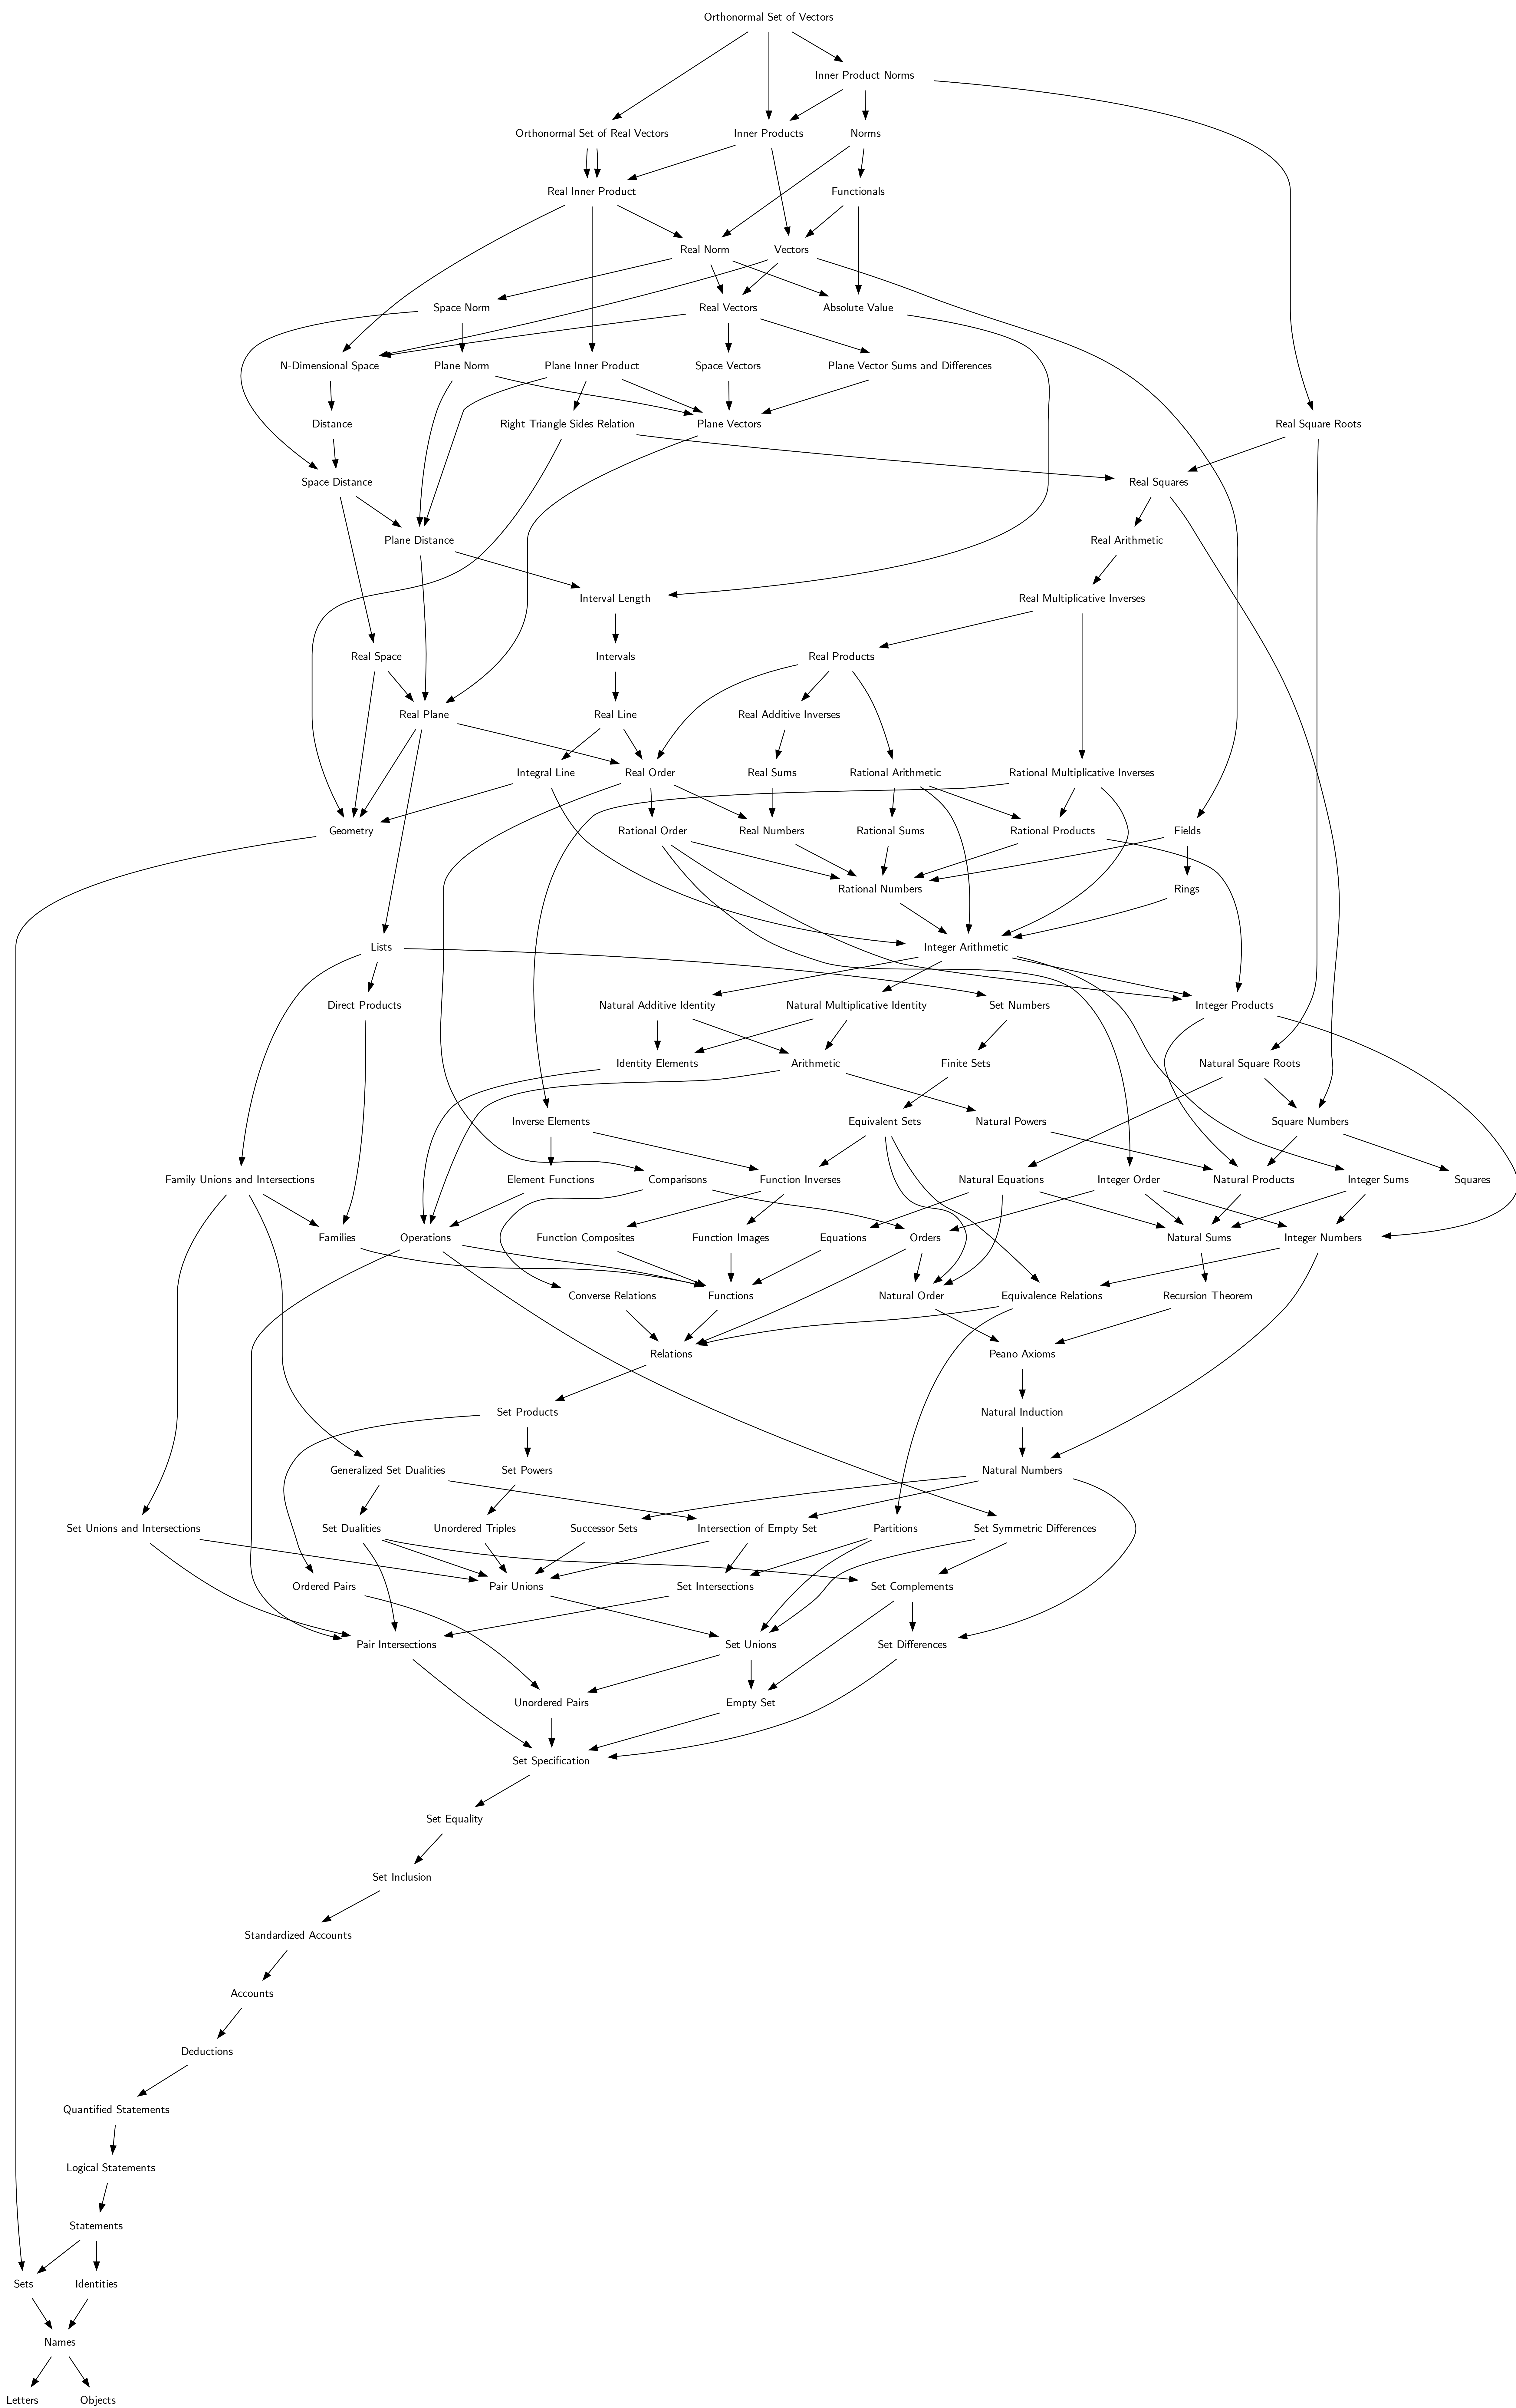 Orthonormal Set of Vectors
Inner Product Norms
Orthonormal Set of Real Vectors
Inner Products
Norms
Real Inner Product
Functionals
Real Norm
Vectors
Space Norm
Real Vectors
Absolute Value
N-Dimensional Space
Plane Norm
Plane Inner Product
Space Vectors
Plane Vector Sums and Differences
Distance
Right Triangle Sides Relation
Plane Vectors
Real Square Roots
Space Distance
Real Squares
Plane Distance
Real Arithmetic
Interval Length
Real Multiplicative Inverses
Real Space
Intervals
Real Products
Real Plane
Real Line
Real Additive Inverses
Integral Line
Real Order
Real Sums
Rational Arithmetic
Rational Multiplicative Inverses
Geometry
Rational Order
Real Numbers
Rational Sums
Rational Products
Fields
Rational Numbers
Rings
Lists
Integer Arithmetic
Direct Products
Natural Additive Identity
Natural Multiplicative Identity
Set Numbers
Integer Products
Identity Elements
Arithmetic
Finite Sets
Natural Square Roots
Inverse Elements
Equivalent Sets
Natural Powers
Square Numbers
Family Unions and Intersections
Element Functions
Comparisons
Function Inverses
Natural Equations
Integer Order
Natural Products
Integer Sums
Squares
Families
Operations
Function Composites
Function Images
Equations
Orders
Natural Sums
Integer Numbers
Converse Relations
Functions
Natural Order
Equivalence Relations
Recursion Theorem
Relations
Peano Axioms
Set Products
Natural Induction
Generalized Set Dualities
Set Powers
Natural Numbers
Set Unions and Intersections
Set Dualities
Unordered Triples
Successor Sets
Intersection of Empty Set
Partitions
Set Symmetric Differences
Ordered Pairs
Pair Unions
Set Intersections
Set Complements
Pair Intersections
Set Unions
Set Differences
Unordered Pairs
Empty Set
Set Specification
Set Equality
Set Inclusion
Standardized Accounts
Accounts
Deductions
Quantified Statements
Logical Statements
Statements
Sets
Identities
Names
Letters
Objects